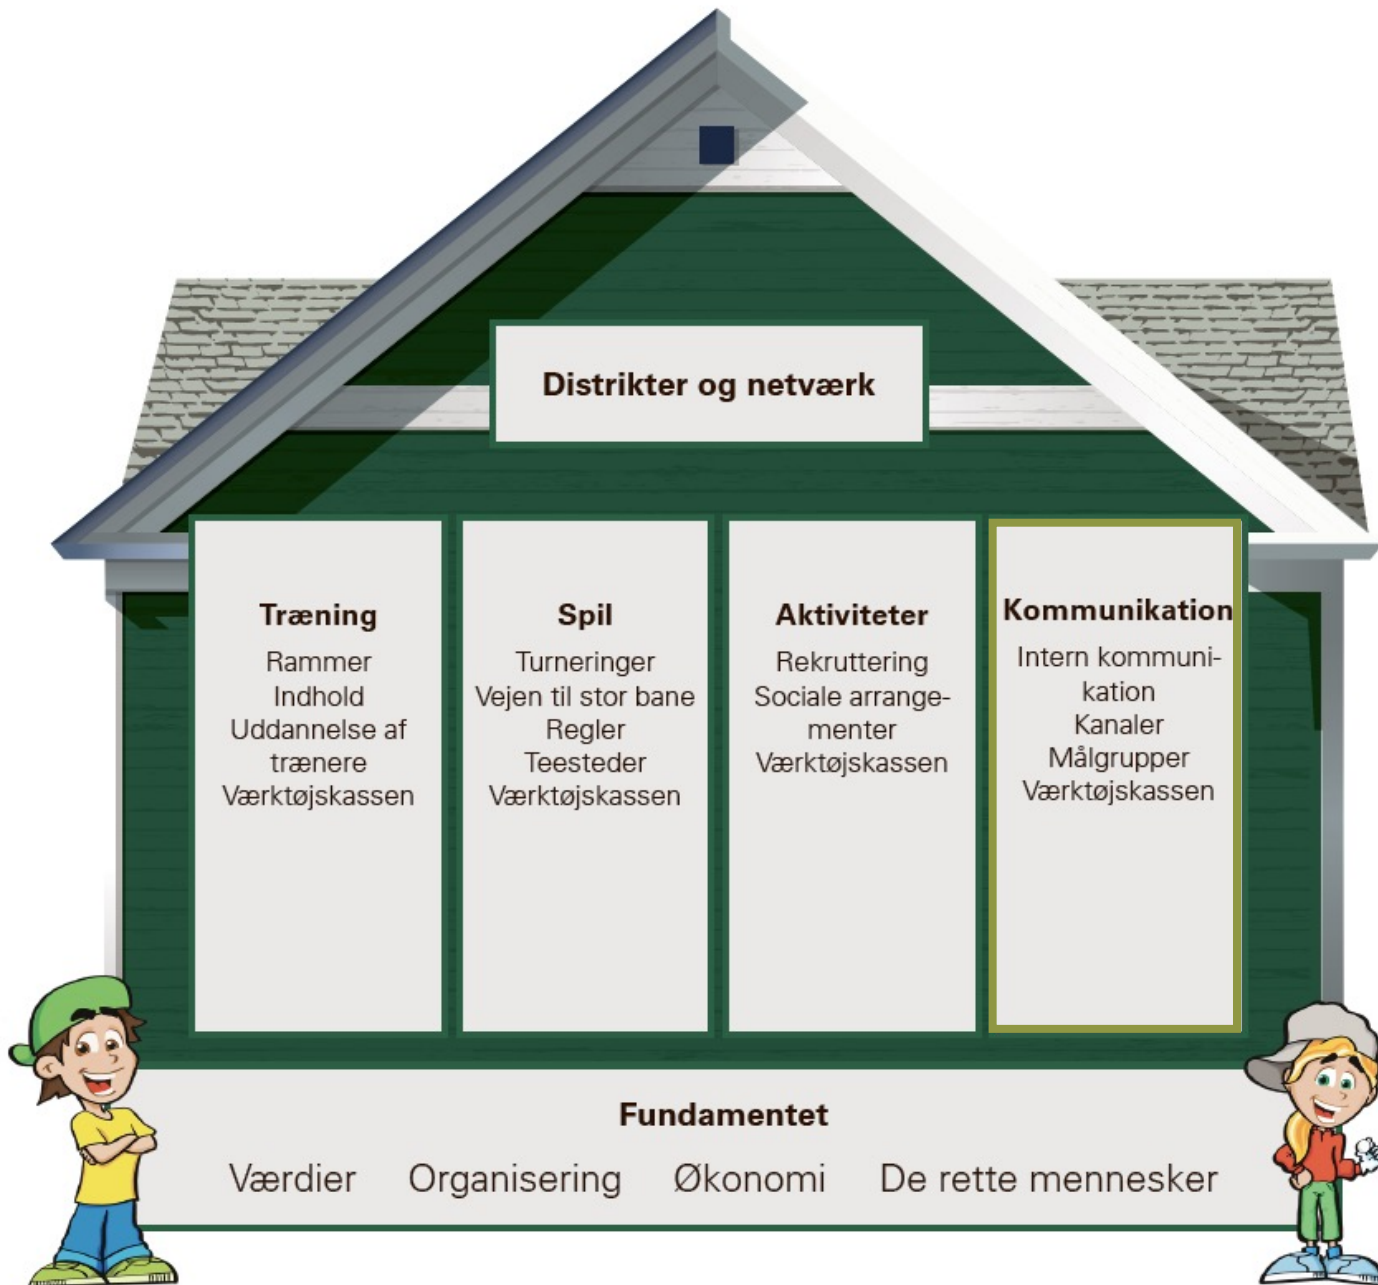 Distrikter og netværk
Træning
Rammer
Indhold
Uddannelse af
trænere
Værktøjskassen
Spil
Turneringer
Vejen til stor bane
Regler
Teesteder
Værktøjskassen
Aktiviteter
Rekruttering
Sociale arrange-
menter
Værktøjskassen
Kommunikation
Intern kommuni-
kation
Kanaler
Målgrupper
Værktøjskassen
Fundamentet
Værdier Organisering Økonomi De rette mennesker